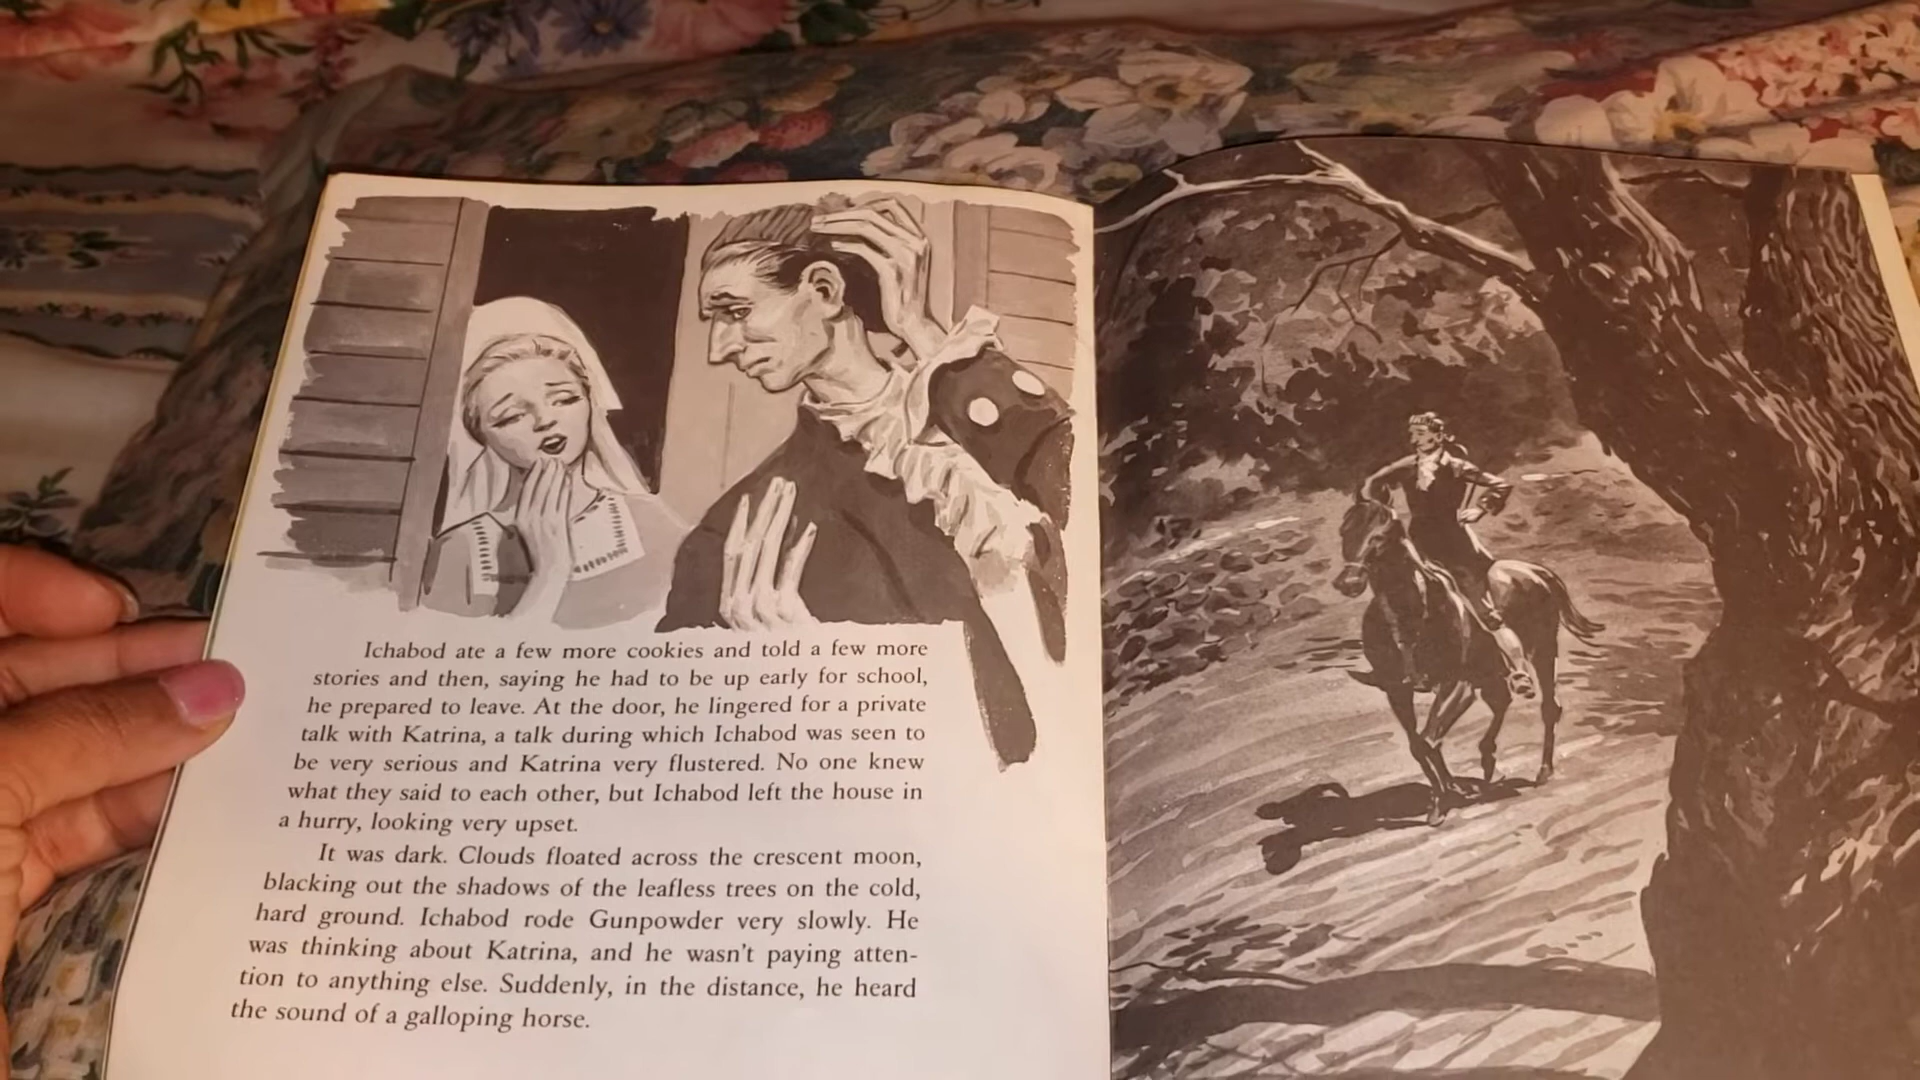 Ichabod ate a few more cookies and told a few more
stories and then, saying he had to be up early for school,
he prepared to leave. At the door, he lingered for a private
talk with Katrina, a talk during which Ichabod was seen to
be very serious and Katrina very flustered. No one knew
what they said to each other, but Ichabod left the house in
a hurry, looking very upset.
It was dark. Clouds floated across the crescent moon,
blacking out the shadows of the leafless trees on the cold,
hard ground. Ichabod rode Gunpowder very slowly. He
was thinking about Katrina, and he wasn't paying atten-
tion to anything else. Suddenly, in the distance, he heard
the sound of a galloping horse.